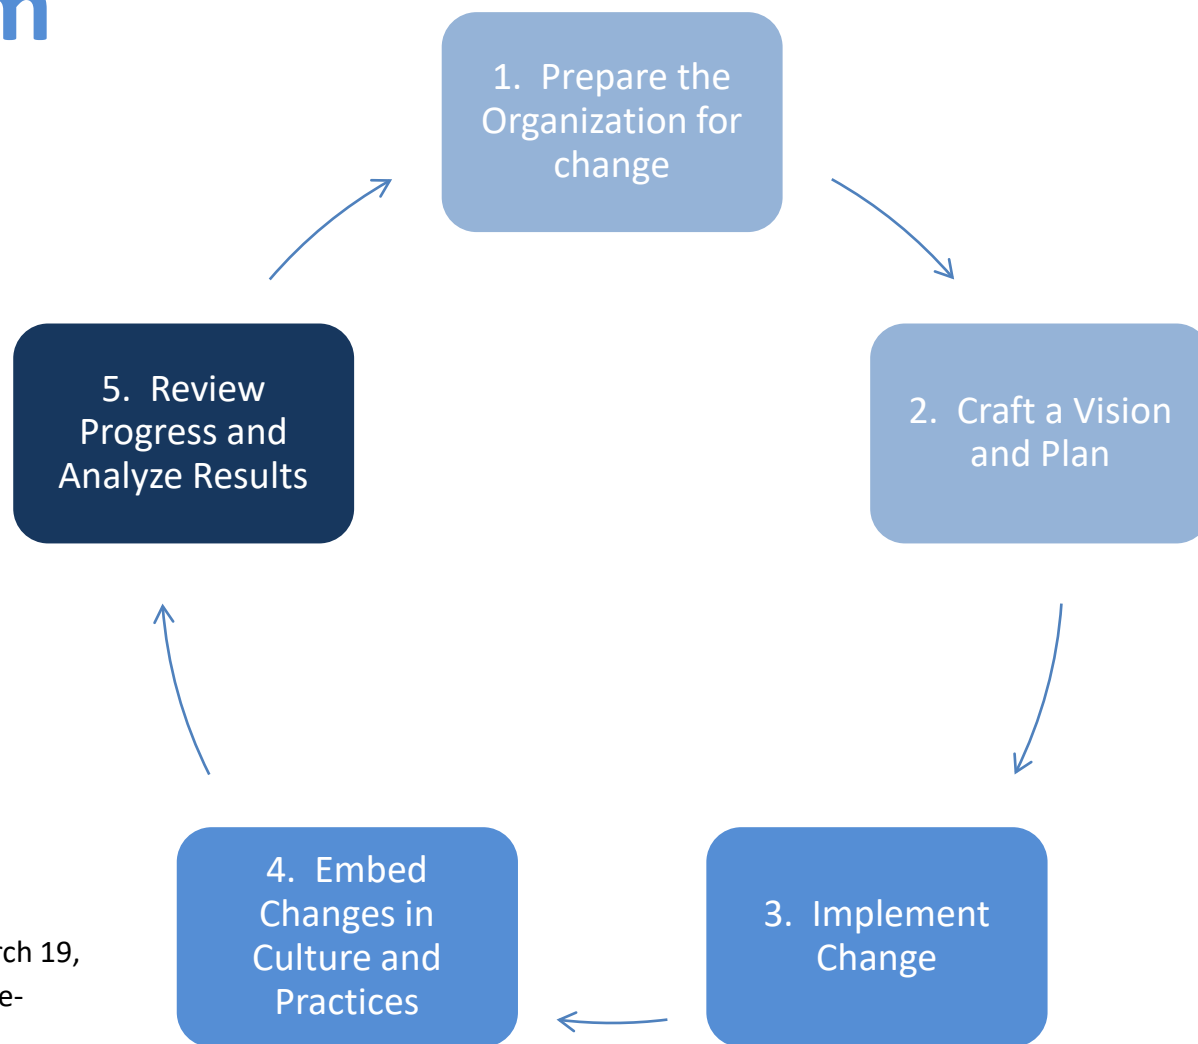 m
1. Prepare the
Organization for
change
2. Craft a Vision
and Plan
3. Implement
Change
4. Embed
Changes in
Culture and
Practices
5. Review
Progress and
Analyze Results
rch 19,
e-